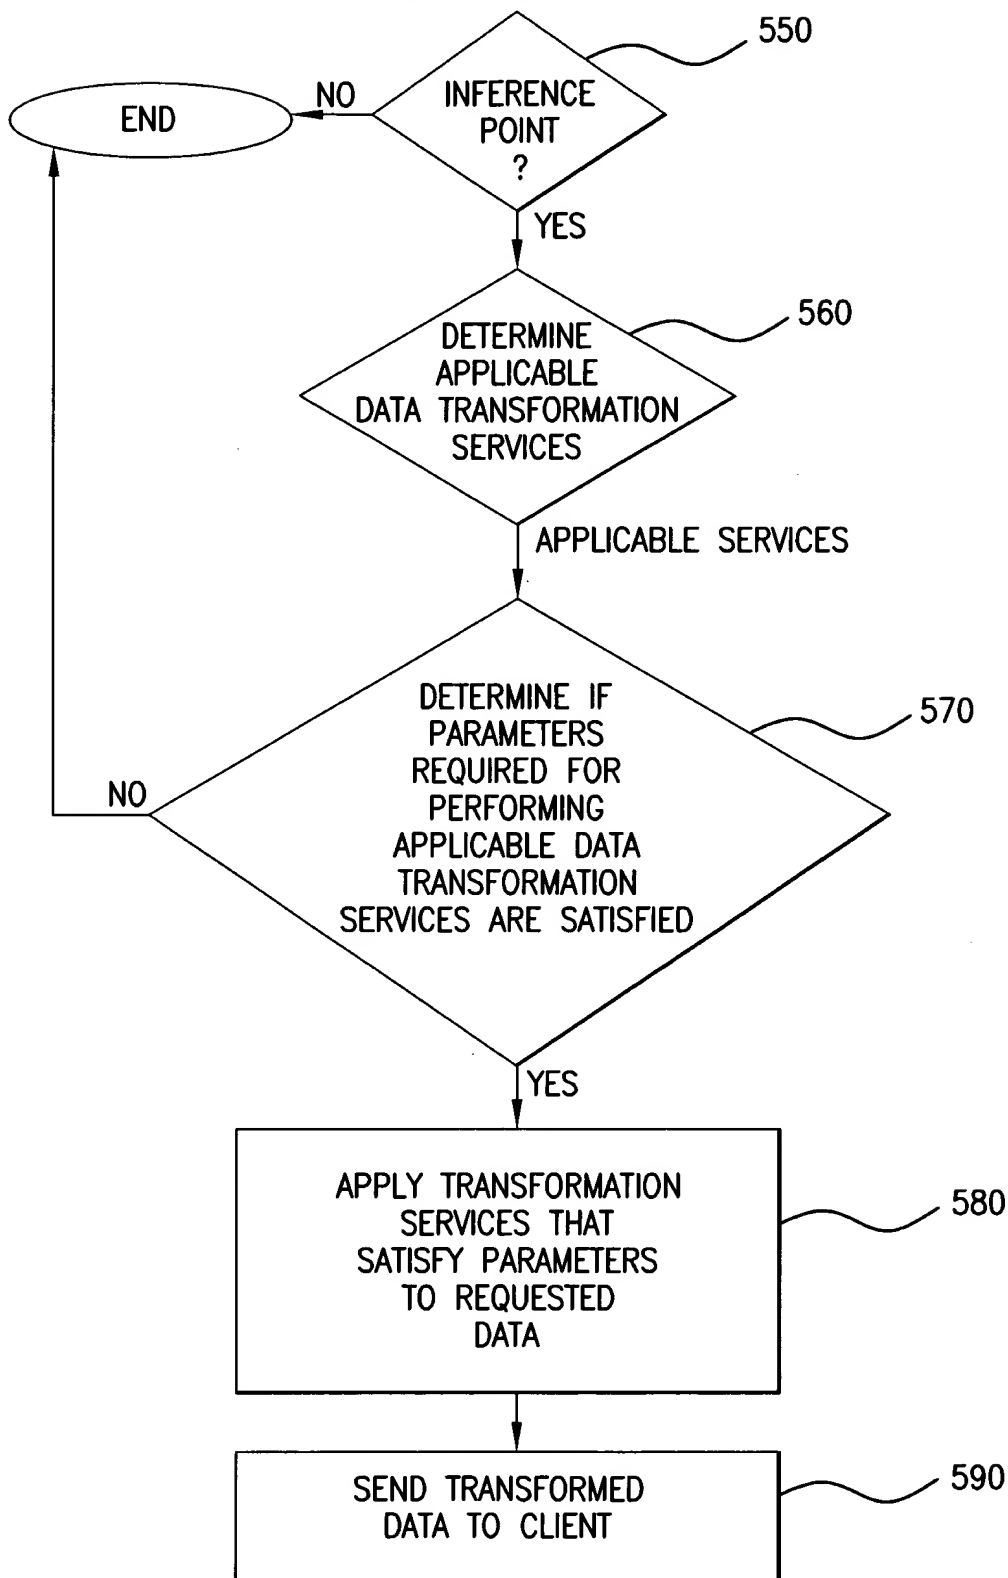 550
INFERENCE
POINT
?
NO
END
YES
560
DETERMINE
APPLICABLE
DATA TRANSFORMATION
SERVICES
APPLICABLE SERVICES
570
DETERMINE IF
PARAMETERS
REQUIRED FOR
PERFORMING
APPLICABLE DATA
TRANSFORMATION
SERVICES ARE SATISFIED
NO
YES
580
APPLY TRANSFORMATION
SERVICES THAT
SATISFY PARAMETERS
TO REQUESTED
DATA
590
SEND TRANSFORMED
DATA TO CLIENT